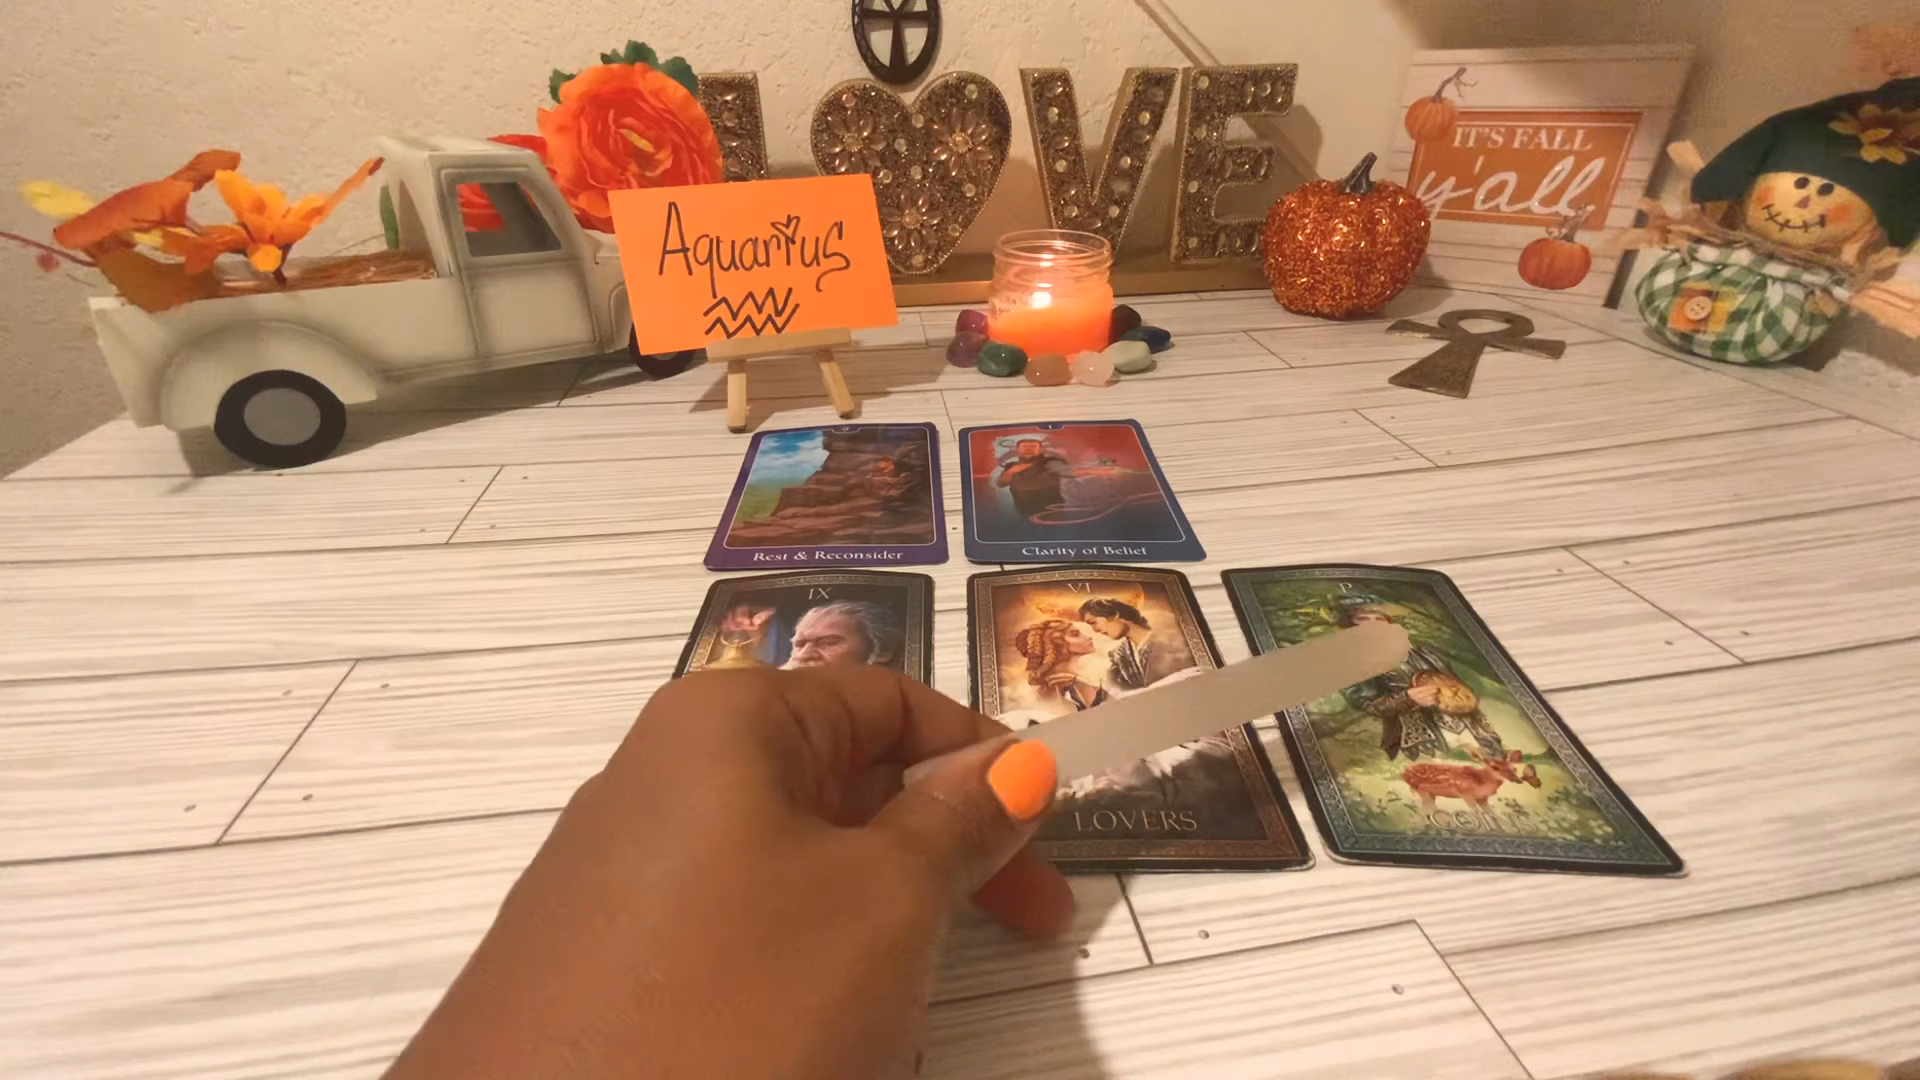 LOVE
IT'S FALL
y'all
Aquarius
Rest & Reconsider
I
Clarity of Belief
IX
VI
LOVERS
P
COINS